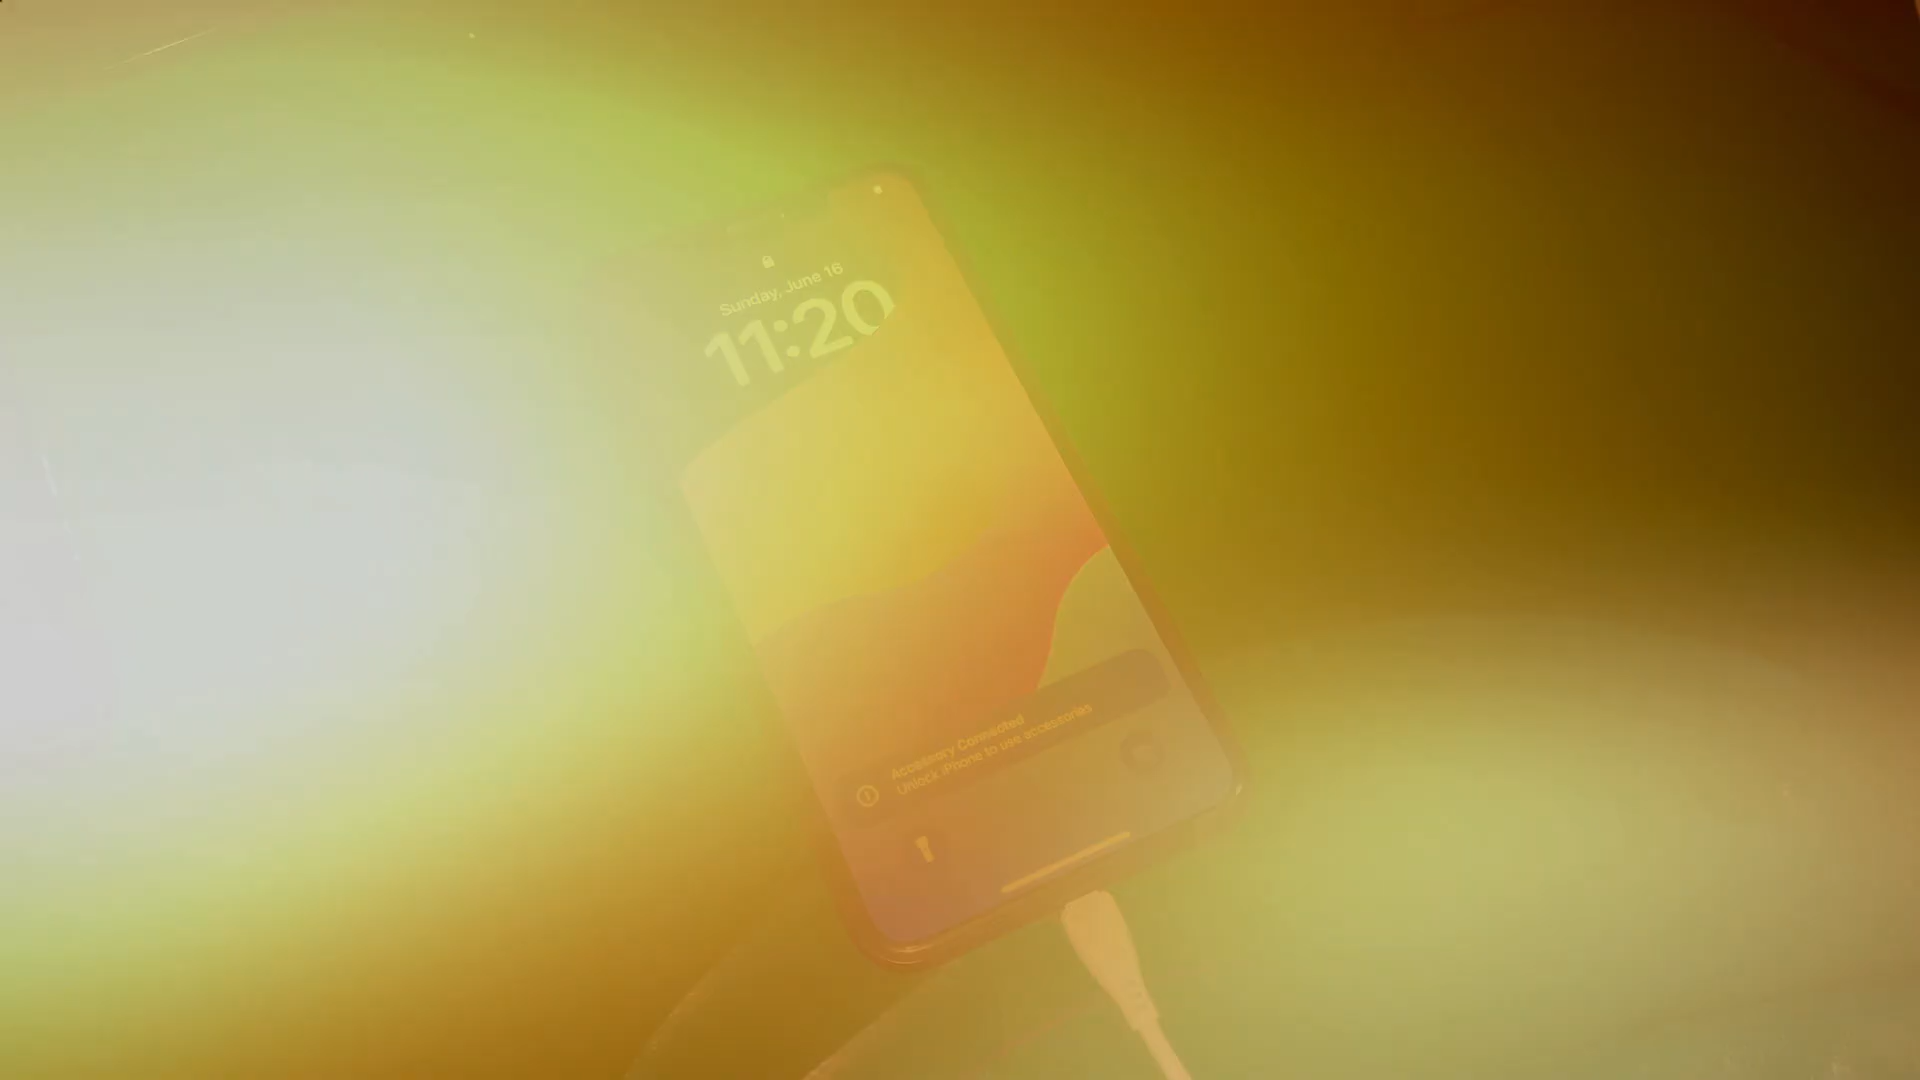 Sunday, June 16
11:20
Accessory Connected
Unlock iPhone to use accessories